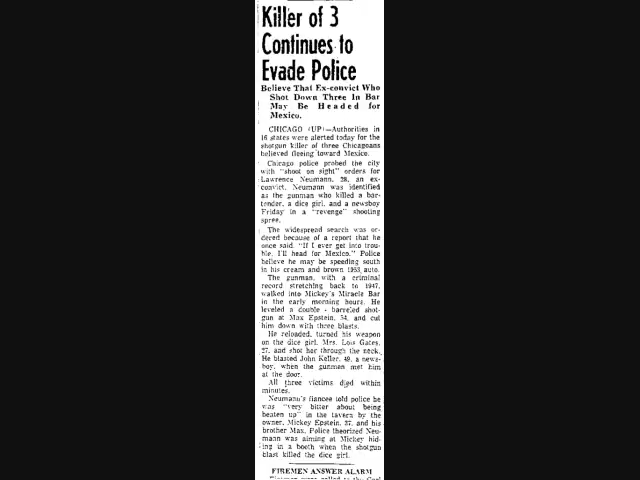 Killer of 3
Continues to
Evade Police
Believe That Ex-convict Who
Shot Down Three In Bar
May Be Headed for
Mexico.
CHICAGO (UP)—Authorities in
16 states were alerted today for the
shotgun killer of three Chicagoans
believed fleeing toward Mexico.
Chicago police probed the city
with "shoot on sight" orders for
Lawrence Neumann, 28, an ex-
convict. Neumann was identified
as the gunman who killed a bar-
tender, a dice girl, and a newsboy
Friday in a "revenge" shooting
spree.
The widespread search was or-
dered because of a report that he
once said, "If I ever get into trou-
ble, I'll head for Mexico." Police
believe he may be speeding south
in his cream and brown 1953 auto.
The gunman, with a criminal
record stretching back to 1947,
walked into Mickey's Miracle Bar
in the early morning hours. He
leveled a double - barreled shot-
gun at Max Epstein, 34, and cut
him down with three blasts.
He reloaded, turned his weapon
on the dice girl, Mrs. Lois Gates,
27, and shot her through the neck.
He blasted John Keller, 49, a news-
boy, when the gunman met him
at the door.
All three victims died within
minutes.
Neumann's fiancee told police he
was "very bitter about being
beaten up" in the tavern by the
owner, Mickey Epstein, 37, and his
brother Max. Police theorized Neu-
mann was aiming at Mickey hid-
ing in a booth when the shotgun
blast killed the dice girl.
FIREMEN ANSWER ALARM